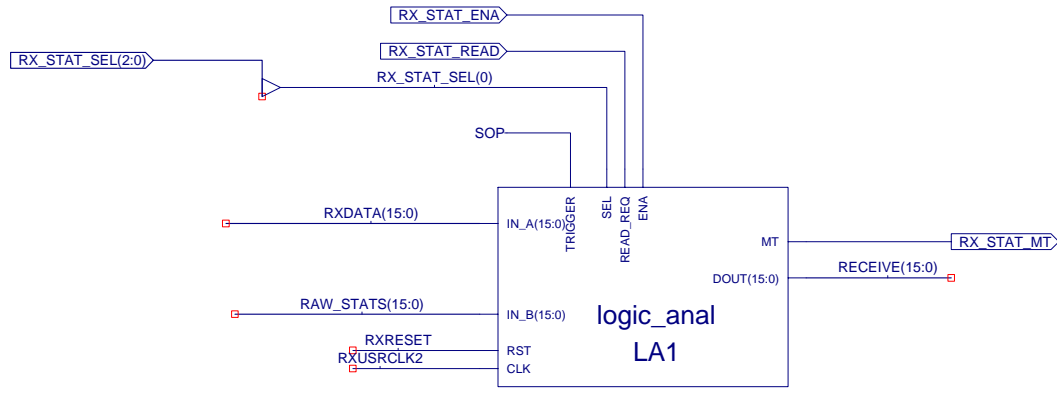 RX_STAT_ENA
RX_STAT_READ
RX_STAT_SEL(2:0)
RX_STAT_SEL(0)
SOP
TRIGGER
SEL
READ_REQ
ENA
RXDATA(15:0)
IN_A(15:0)
MT
RX_STAT_MT
RECEIVE(15:0)
DOUT(15:0)
RAW_STATS(15:0)
IN_B(15:0)
logic_anal
LA1
RXRESET
RST
RXUSRCLK2
CLK